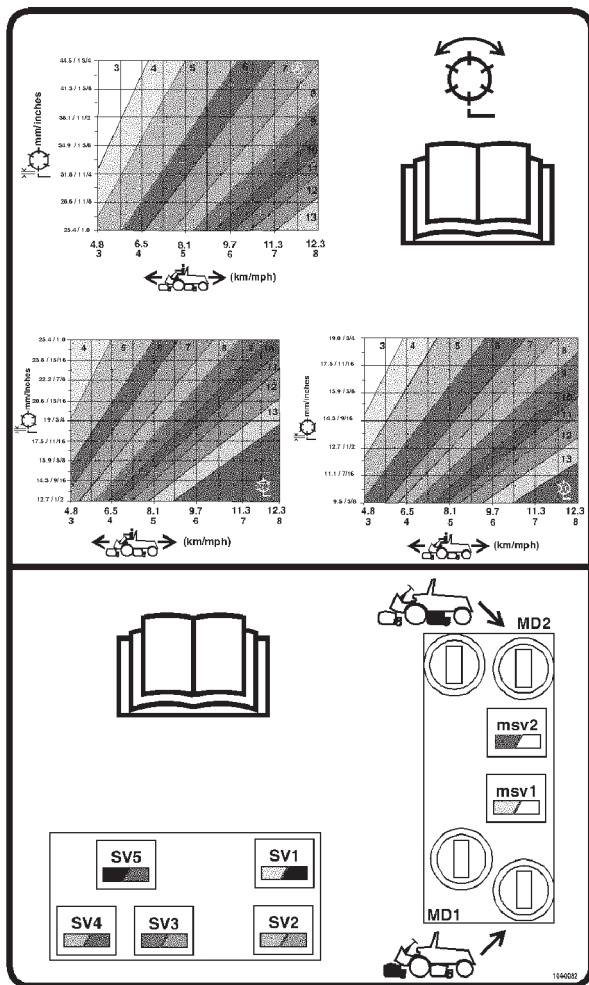 44.5 / 1 3/4
41.3 / 1 5/8
38.1 / 1 1/2
34.9 / 1 3/8
31.8 / 1 1/4
28.6 / 1 1/8
25.4 / 1.0
mm/inches
3 4 5 6 7
8
9
10
11
12
13
4.8 6.5 8.1 9.7 11.3 12.3
3 4 5 6 7 8
(km/mph)
25.4 / 1.0
23.8 / 15/16
22.2 / 7/8
20.6 / 13/16
19 / 3/4
17.5 / 11/16
15.9 / 5/8
14.3 / 9/16
12.7 / 1/2
mm/inches
4 5 6 7 8 9 10
11
12
13
4.8 6.5 8.1 9.7 11.3 12.3
3 4 5 6 7 8
(km/mph)
19.0 / 3/4
17.5 / 11/16
15.9 / 5/8
14.3 / 9/16
12.7 / 1/2
11.1 / 7/16
9.5 / 3/8
mm/inches
3 4 5 6 7
8
9
10
11
12
13
4.8 6.5 8.1 9.7 11.3 12.3
3 4 5 6 7 8
(km/mph)
MD2
msv2
msv1
MD1
SV5 SV1
SV4 SV3 SV2